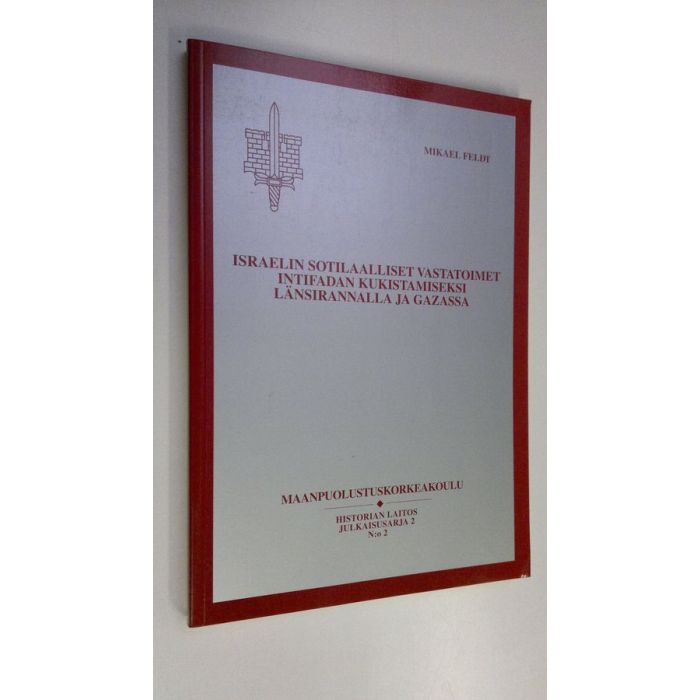 MIKAEL FELDT
ISRAELIN SOTILAALLISET VASTATOIMET
INTIFADAN KUKISTAMISEKSI
LÄNSIRANNALLA JA GAZASSA
MAANPUOLUSTUSKORKEAKOULU
HISTORIAN LAITOS
JULKAISUSARJA 2
N:o 2